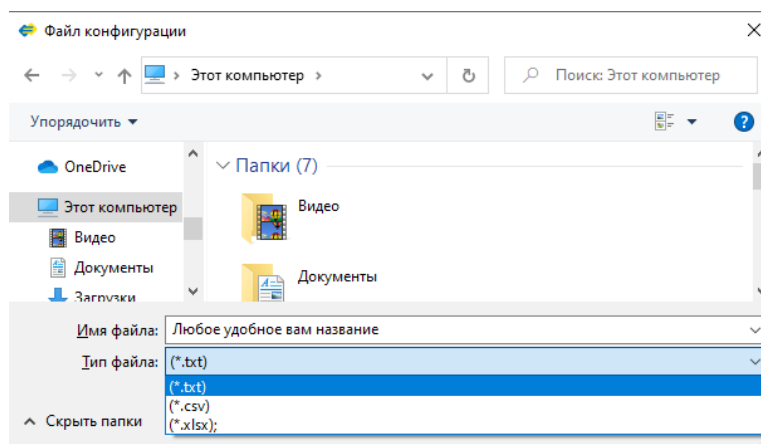 Файл конфигурации
Этот компьютер
Поиск: Этот компьютер
Упорядочить
OneDrive
Этот компьютер
Видео
Документы
Загрузки
Папки (7)
Видео
Документы
Имя файла: Любое удобное вам название
Тип файла: (*.txt)
(*.txt)
(*.csv)
(*.xlsx);
Скрыть папки